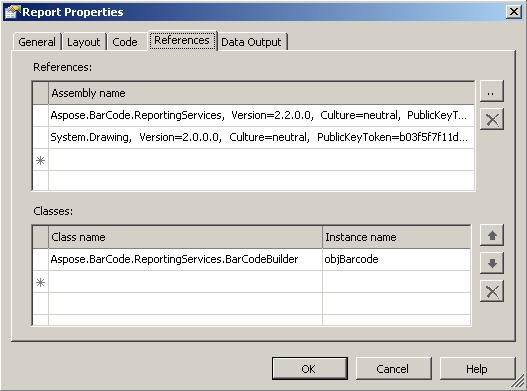 Report Properties
General Layout Code References Data Output
References:
Assembly name
..
Aspose.BarCode.ReportingServices, Version=2.2.0.0, Culture=neutral, PublicKeyT...
System.Drawing, Version=2.0.0.0, Culture=neutral, PublicKeyToken=b03f5f7f11d...
Classes:
Class name Instance name
Aspose.BarCode.ReportingServices.BarCodeBuilder objBarcode
OK Cancel Help